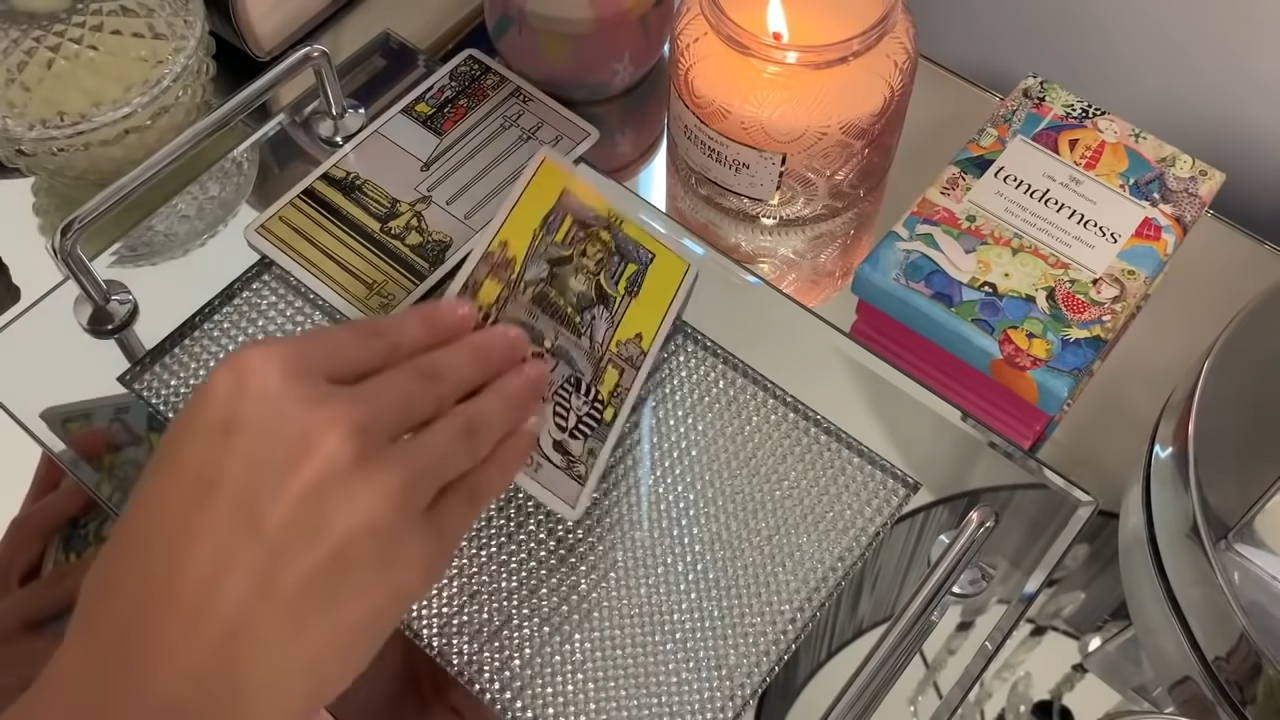 IV
WATERMELON
MARGARITE
Little Affirmations
tenderness
24 caring quotations about
love and affection